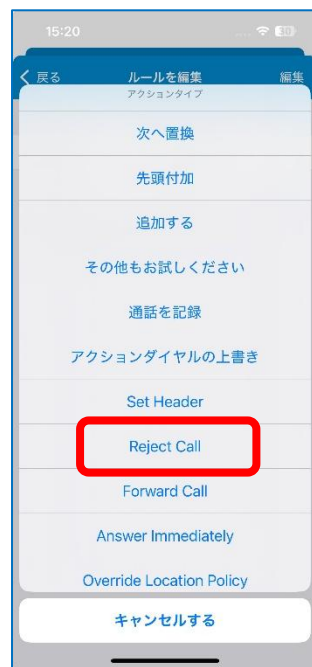 15:20
戻る ルールを編集 編集
アクションタイプ
次へ置換
先頭付加
追加する
その他もお試しください
通話を記録
アクションダイヤルの上書き
Set Header
Reject Call
Forward Call
Answer Immediately
Override Location Policy
キャンセルする